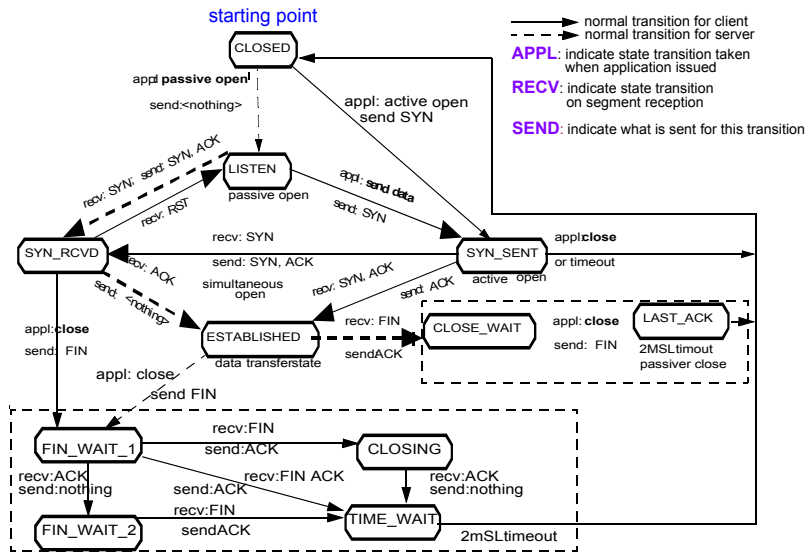 starting point
CLOSED
normal transition for client
normal transition for server
APPL: indicate state transition taken
when application issued
RECV: indicate state transition
on segment reception
SEND: indicate what is sent for this transition
appl passive open
send:<nothing>
appl: active open
send SYN
recv: SYN; send: SYN, ACK
recv: RST
LISTEN
passive open
appl: send data
send: SYN
SYN_RCVD
recv: SYN
send: SYN, ACK
simultaneous
open
SYN_SENT
active open
appl:close
or timeout
recv: ACK
send: <nothing>
recv: SYN, ACK
send: ACK
appl:close
send: FIN
ESTABLISHED
data transferstate
recv: FIN
sendACK
CLOSE_WAIT
appl: close
send: FIN
LAST_ACK
2MSLtimout
passiver close
appl: close
send FIN
FIN_WAIT_1
recv:FIN
send:ACK
CLOSING
recv:ACK
send:nothing
recv:FIN ACK
send:ACK
recv:ACK
send:nothing
FIN_WAIT_2
recv:FIN
sendACK
TIME_WAIT
2mSLtimeout